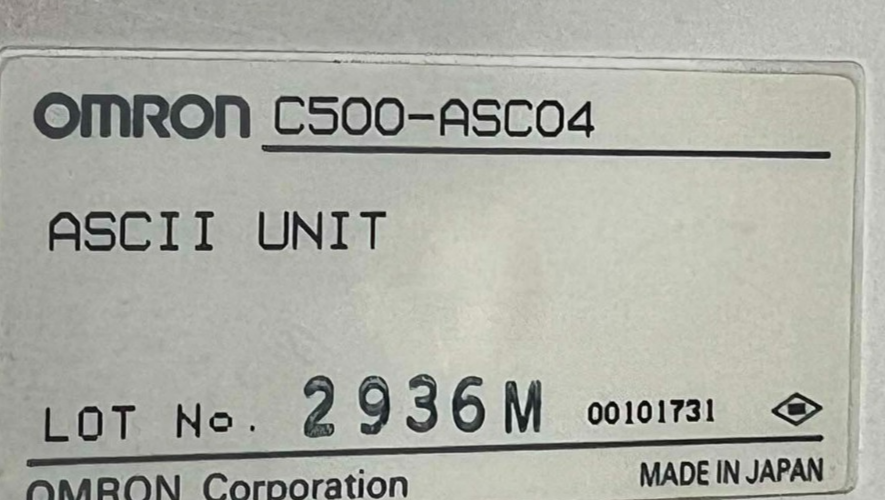 OMRON C500-ASC04
ASCII UNIT
LOT No. 2936M 00101731
OMRON Corporation MADE IN JAPAN